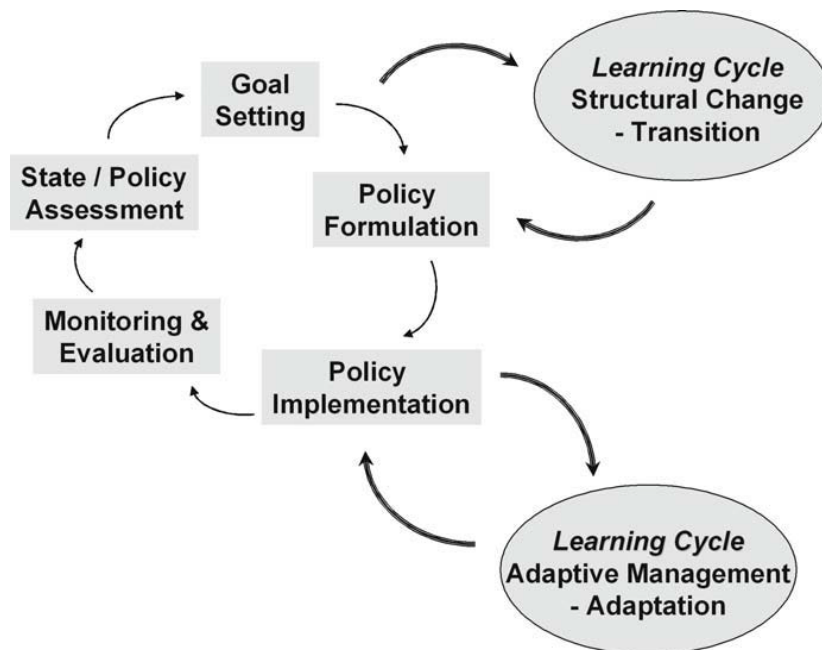 Goal
Setting
Learning Cycle
Structural Change
- Transition
State / Policy
Assessment
Policy
Formulation
Monitoring &
Evaluation
Policy
Implementation
Learning Cycle
Adaptive Management
- Adaptation